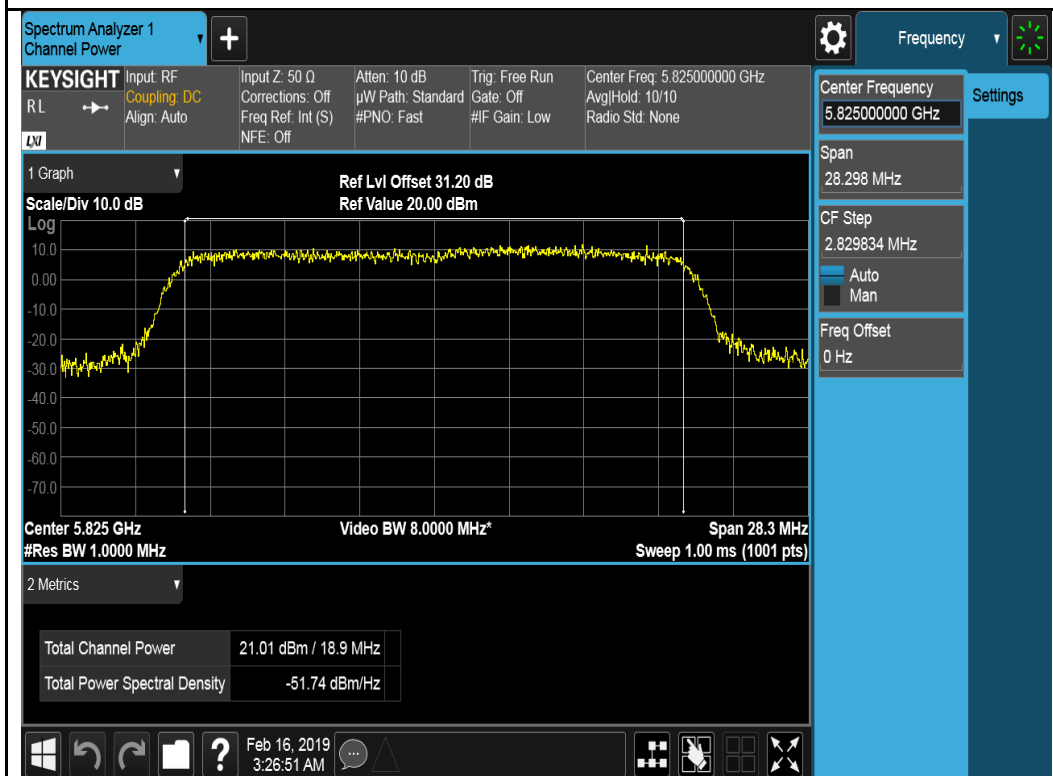 Spectrum Analyzer 1
Channel Power
+
Frequency
KEYSIGHT
RL
LXI
Input: RF
Coupling: DC
Align: Auto
Input Z: 50 Ω
Corrections: Off
Freq Ref: Int (S)
NFE: Off
Atten: 10 dB
µW Path: Standard
#PNO: Fast
Trig: Free Run
Gate: Off
#IF Gain: Low
Center Freq: 5.825000000 GHz
Avg|Hold: 10/10
Radio Std: None
Center Frequency
5.825000000 GHz
Settings
Span
28.298 MHz
CF Step
2.829834 MHz
Auto
Man
Freq Offset
0 Hz
1 Graph
Scale/Div 10.0 dB
Ref Lvl Offset 31.20 dB
Ref Value 20.00 dBm
Log
10.0
0.00
-10.0
-20.0
-30.0
-40.0
-50.0
-60.0
-70.0
Center 5.825 GHz
#Res BW 1.0000 MHz
Video BW 8.0000 MHz*
Span 28.3 MHz
Sweep 1.00 ms (1001 pts)
2 Metrics
Total Channel Power 21.01 dBm / 18.9 MHz
Total Power Spectral Density -51.74 dBm/Hz
?
Feb 16, 2019
3:26:51 AM